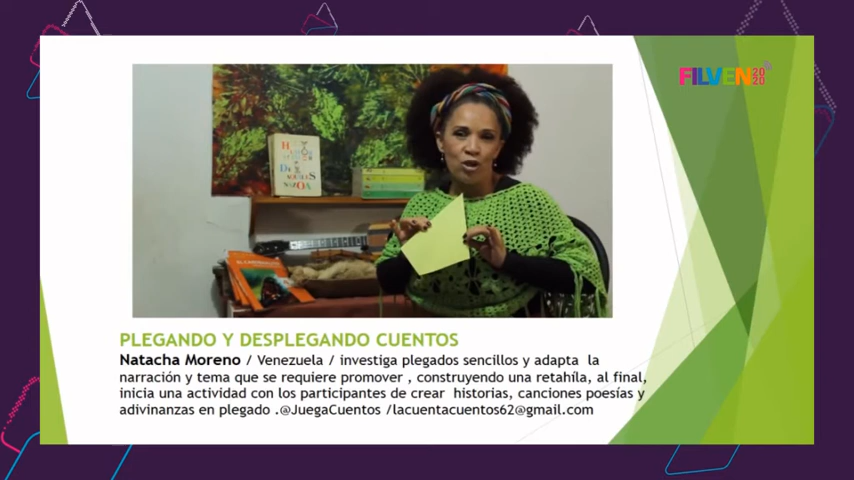 FILVEN 2020
PLEGANDO Y DESPLEGANDO CUENTOS
Natacha Moreno / Venezuela / investiga plegados sencillos y adapta la
narración y tema que se requiere promover , construyendo una retahíla, al final,
inicia una actividad con los participantes de crear historias, canciones poesías y
adivinanzas en plegado .@JuegaCuentos /lacuentacuentos62@gmail.com